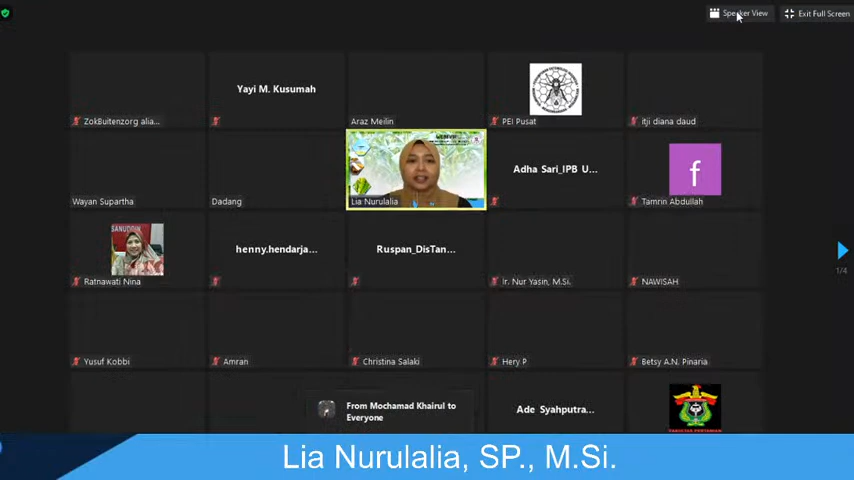 Speaker View
Exit Full Screen
Yayi M. Kusumah
ZokBuitenzorg alia...
Araz Meilin
PEI Pusat
itji diana daud
Adha Sari_IPB U...
Wayan Supartha
Dadang
Lia Nurulalia
f
Tamrin Abdullah
SANUDDIN
henny.hendarja...
Ruspan_DisTan...
Ratnawati Nina
Ir. Nur Yasin, M.Si.
NAWISAH
1/4
Yusuf Kobbi
Amran
Christina Salaki
Hery P
Betsy A.N. Pinaria
From Mochamad Khairul to
Everyone
Ade Syahputra...
Lia Nurulalia, SP., M.Si.